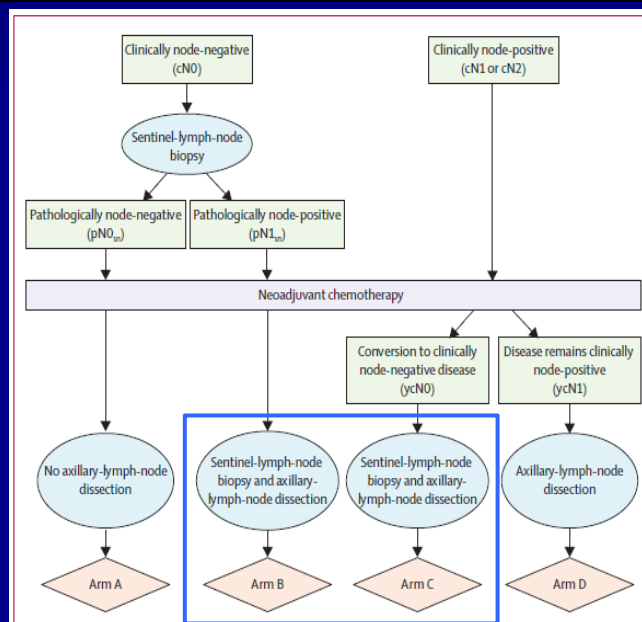 Clinically node-negative
(cN0)
Clinically node-positive
(cN1 or cN2)
Sentinel-lymph-node
biopsy
Pathologically node-negative
(pN0sn)
Pathologically node-positive
(pN1sn)
Neoadjuvant chemotherapy
Conversion to clinically
node-negative disease
(ycN0)
Disease remains clinically
node-positive
(ycN1)
No axillary-lymph-node
dissection
Sentinel-lymph-node
biopsy and axillary-
lymph-node dissection
Sentinel-lymph-node
biopsy and axillary-
lymph-node dissection
Axillary-lymph-node
dissection
Arm A
Arm B
Arm C
Arm D